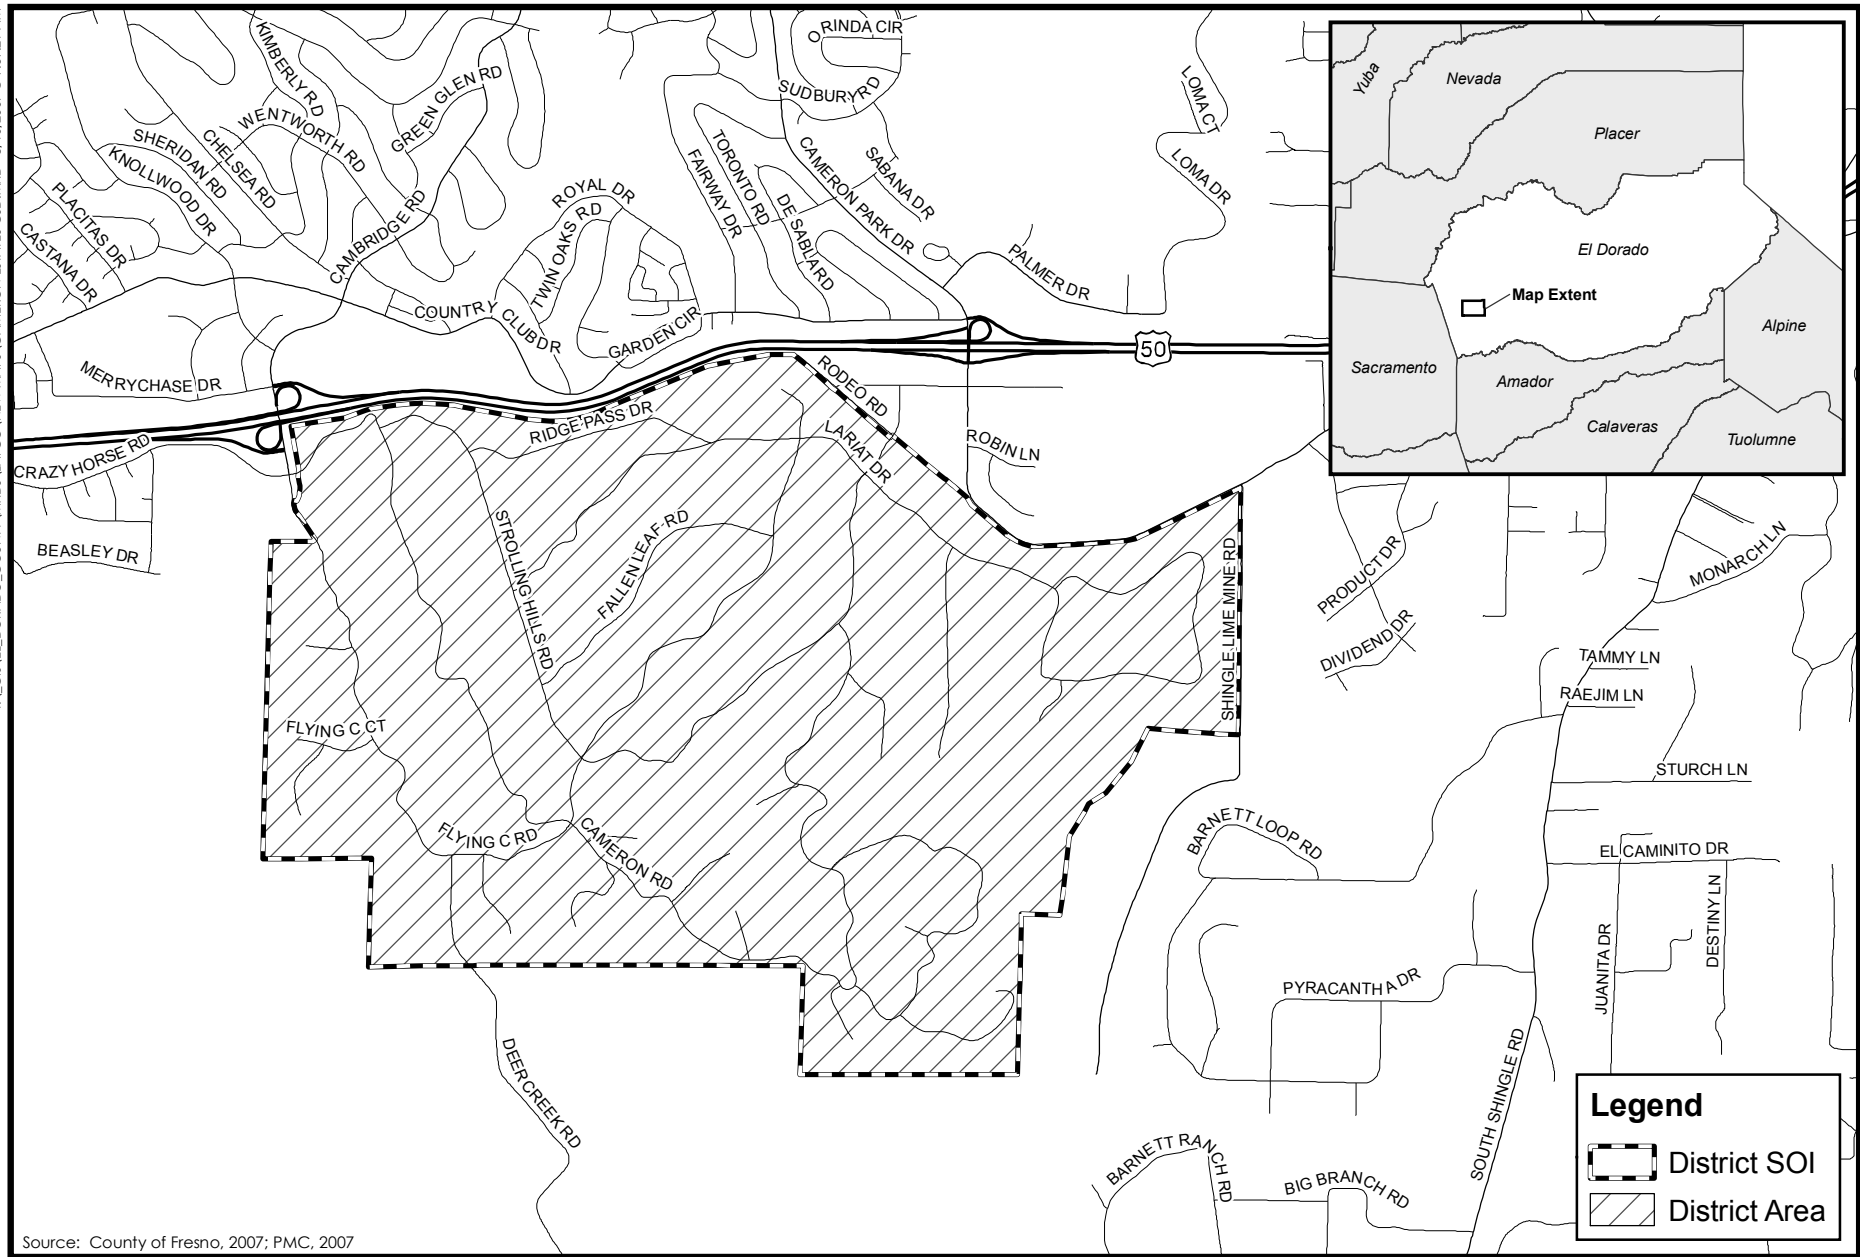 ORINDA CIR
KIMBERLY RD
GREEN GLEN RD
SUDBURY RD
LOMA CT
WENTWORTH RD
CHELSEA RD
SHERIDAN RD
KNOLLWOOD DR
TORONTO RD
FAIRWAY DR
CAMERON PARK DR
SABANA DR
LOMA DR
PLACITAS DR
CASTANA DR
CAMBRIDGE RD
ROYAL DR
TWIN OAKS RD
DE SABLA RD
PALMER DR
COUNTRY CLUB DR
GARDEN CIR
50
MERRYCHASE DR
RODEO RD
RIDGE PASS DR
LARIAT DR
ROBIN LN
CRAZY HORSE RD
BEASLEY DR
STROLLING HILLS RD
FALLEN LEAF RD
SHINGLE LIME MINE RD
PRODUCT DR
MONARCH LN
DIVIDEND DR
TAMMY LN
RAEJIM LN
FLYING C CT
STURCH LN
FLYING C RD
CAMERON RD
BARNETT LOOP RD
EL CAMINITO DR
DESTINY LN
JUANITA DR
PYRACANTHA DR
DEER CREEK RD
SOUTH SHINGLE RD
BARNETT RANCH RD
BIG BRANCH RD
Yuba
Nevada
Placer
El Dorado
Map Extent
Alpine
Sacramento
Amador
Calaveras
Tuolumne
Legend
District SOI
District Area
Source: County of Fresno, 2007; PMC, 2007